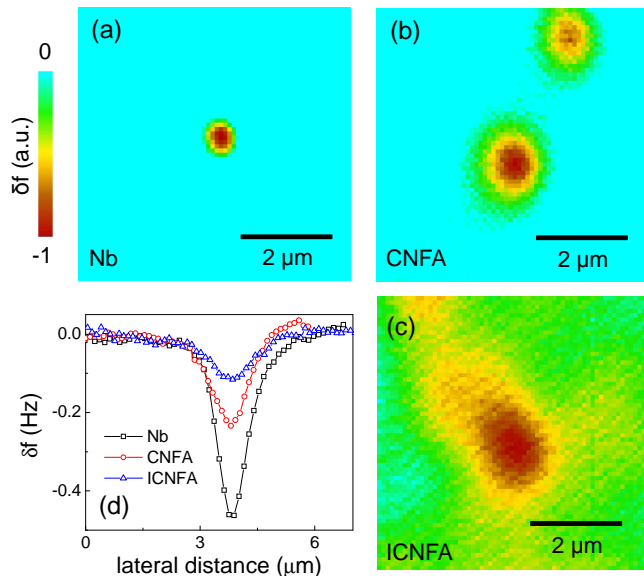 0
δf (a.u.)
-1
(a)
Nb
2 μm
(b)
CNFA
2 μm
(c)
ICNFA
2 μm
0.0
-0.2
-0.4
δf (Hz)
Nb
CNFA
ICNFA
(d)
0 3 6
lateral distance (μm)